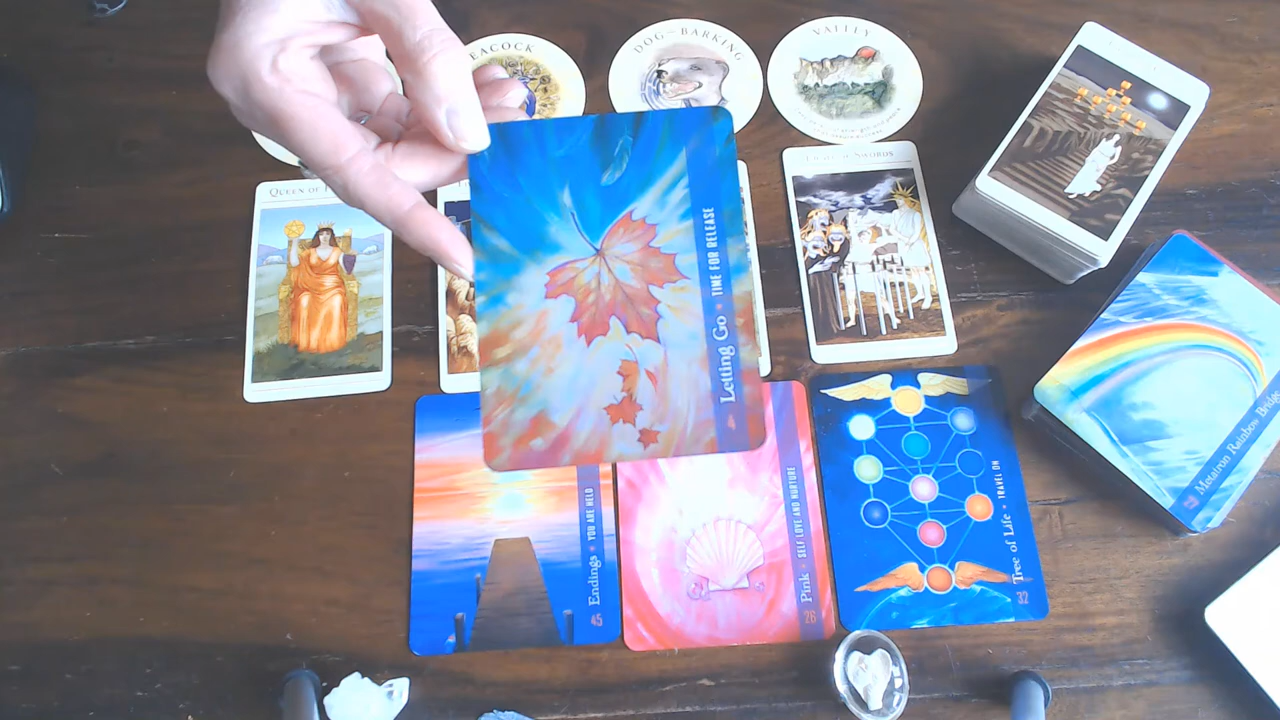 PEACOCK
DOG-BARKING
VALLEY
QUEEN OF
OF SWORDS
Letting Go • TIME FOR RELEASE
4
Endings • YOU ARE HELD
45
Pink • SELF LOVE AND NURTURE
26
Tree of Life • TRAVEL ON
32
Metatron Rainbow Bridge